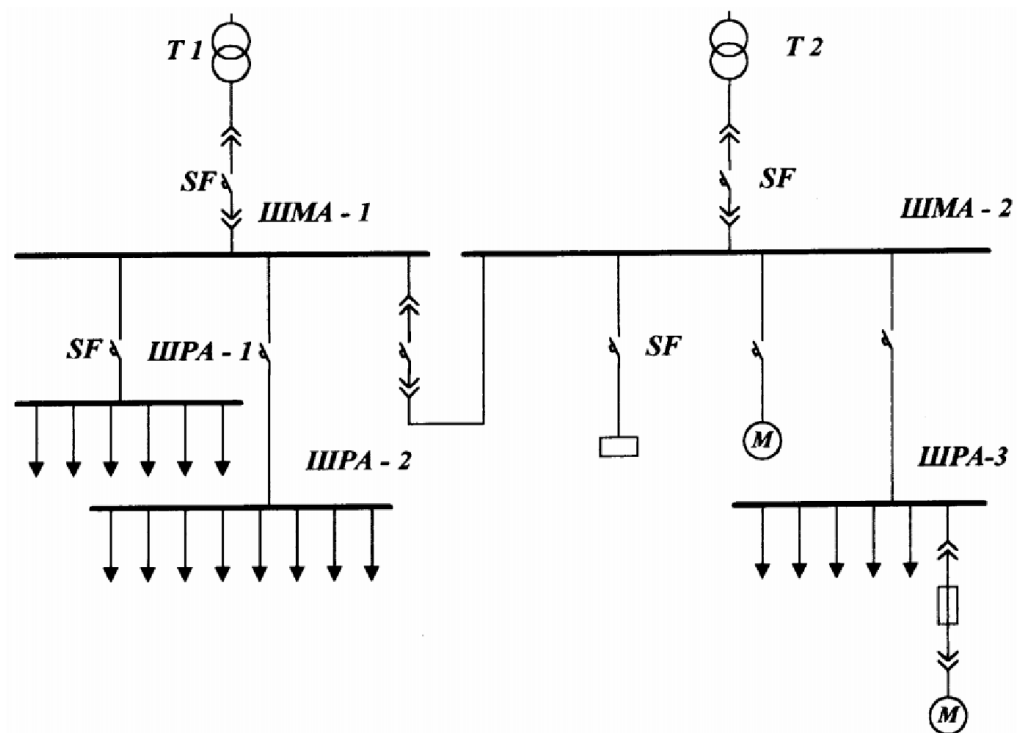 T 1
T 2
SF
SF
ШМА - 1
ШМА - 2
SF
ШРА - 1
SF
M
ШРА - 2
ШРА-3
M